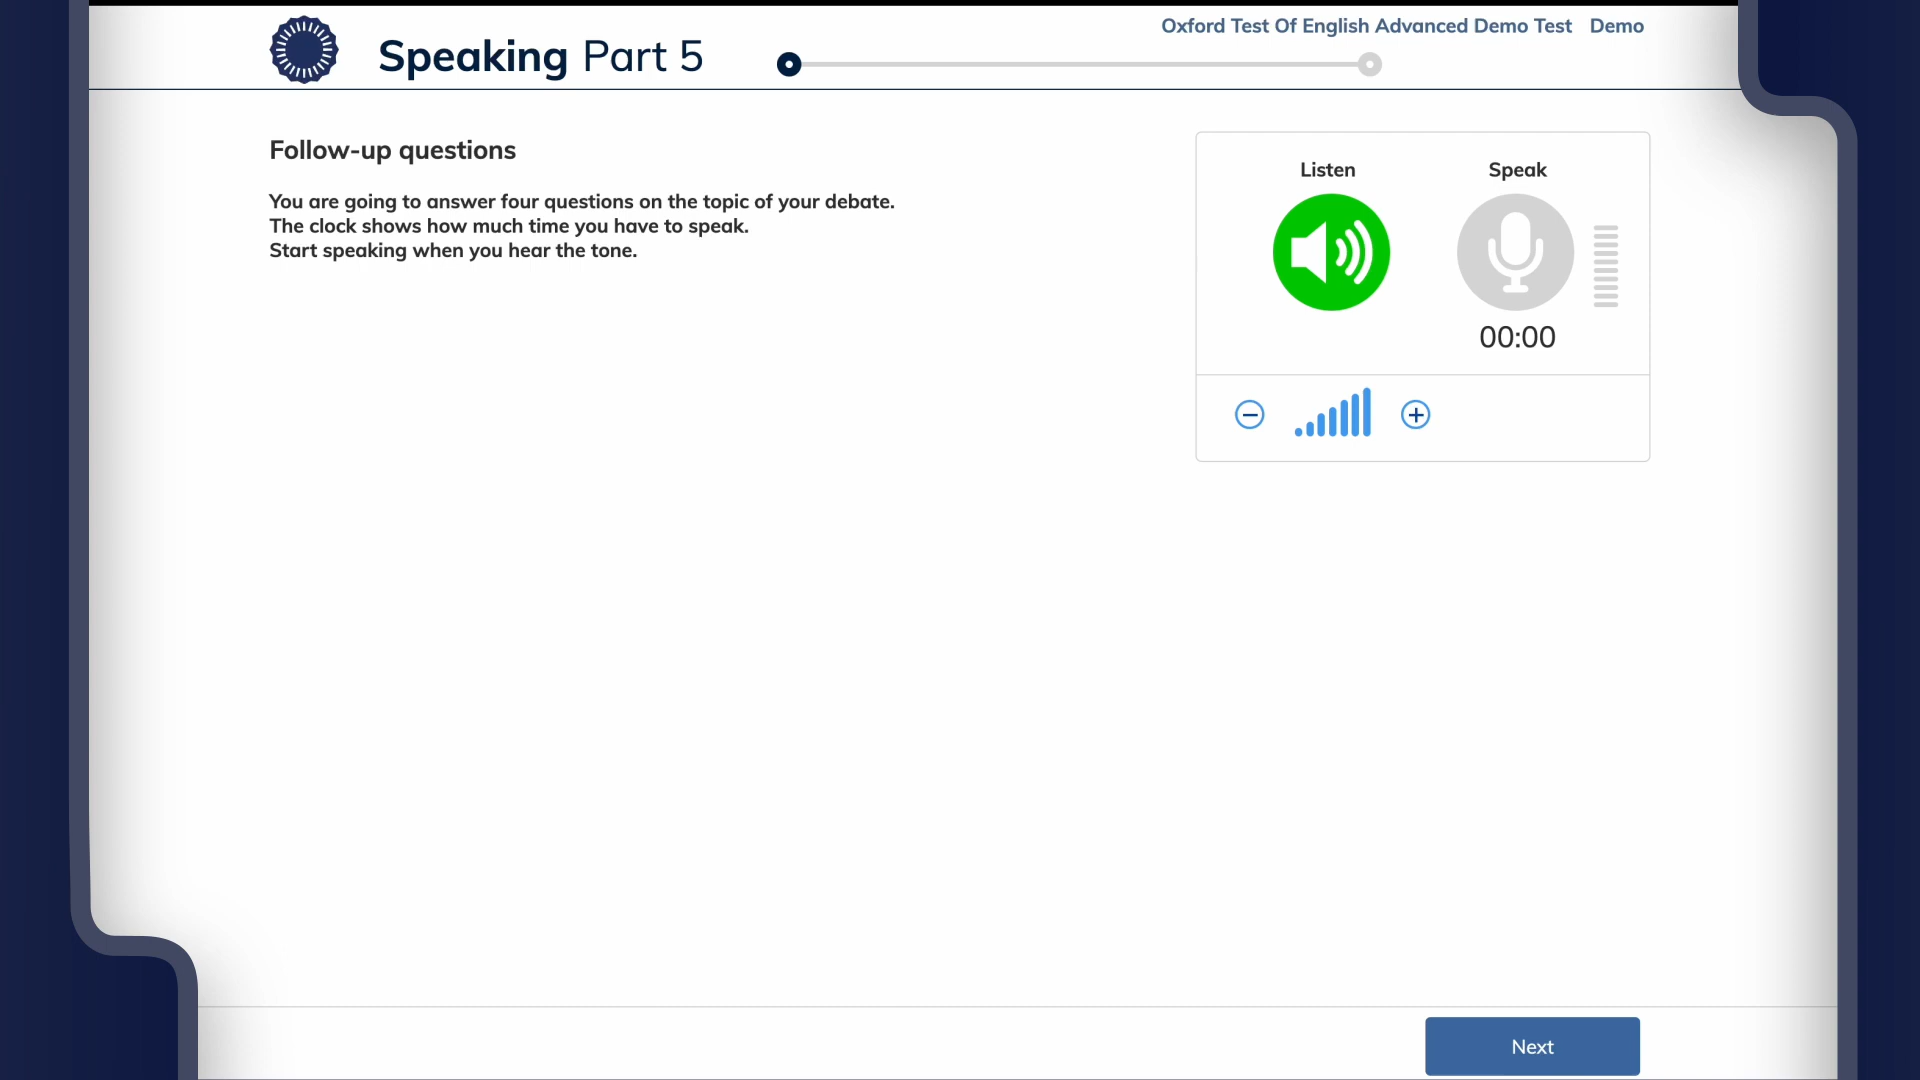 Oxford Test Of English Advanced Demo Test Demo
Speaking Part 5
Follow-up questions
You are going to answer four questions on the topic of your debate.
The clock shows how much time you have to speak.
Start speaking when you hear the tone.
Listen
Speak
00:00
Next